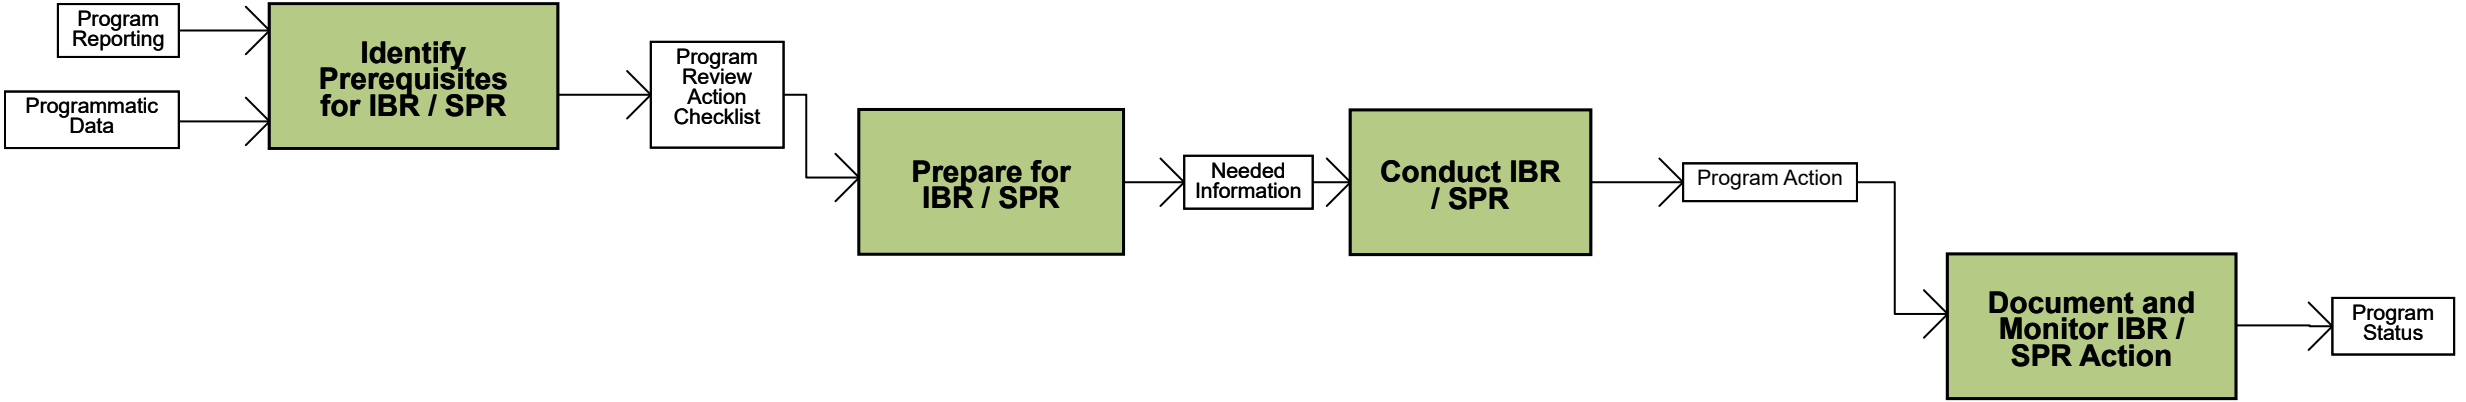 Program
Reporting
Programmatic
Data
Identify
Prerequisites
for IBR / SPR
Program
Review
Action
Checklist
Prepare for
IBR / SPR
Needed
Information
Conduct IBR
/ SPR
Program Action
Document and
Monitor IBR /
SPR Action
Program
Status